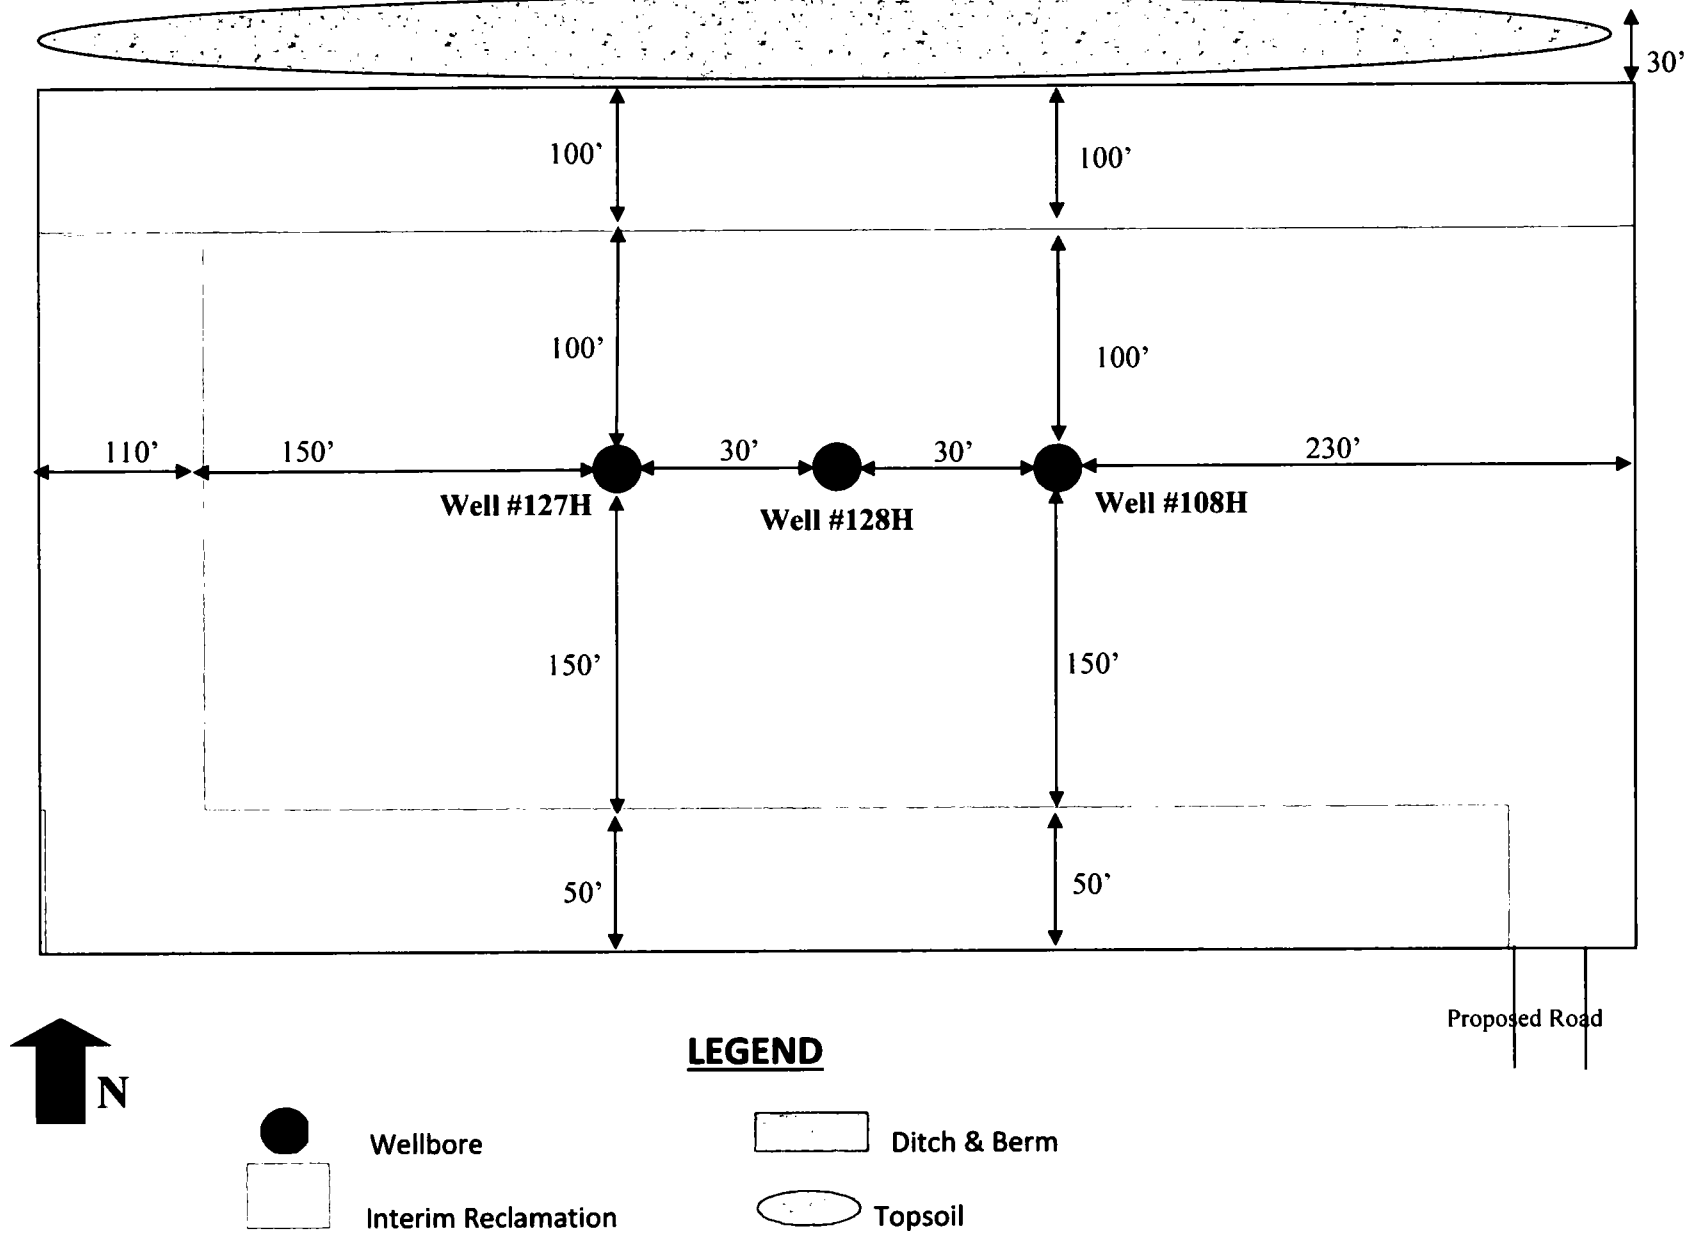 30’
100’ 100’
100’ 100’
110’ 150’ 30’ 30’ 230’
Well #127H Well #128H Well #108H
150’ 150’
50’ 50’
Proposed Road
N
LEGEND
Wellbore Ditch & Berm
Interim Reclamation Topsoil